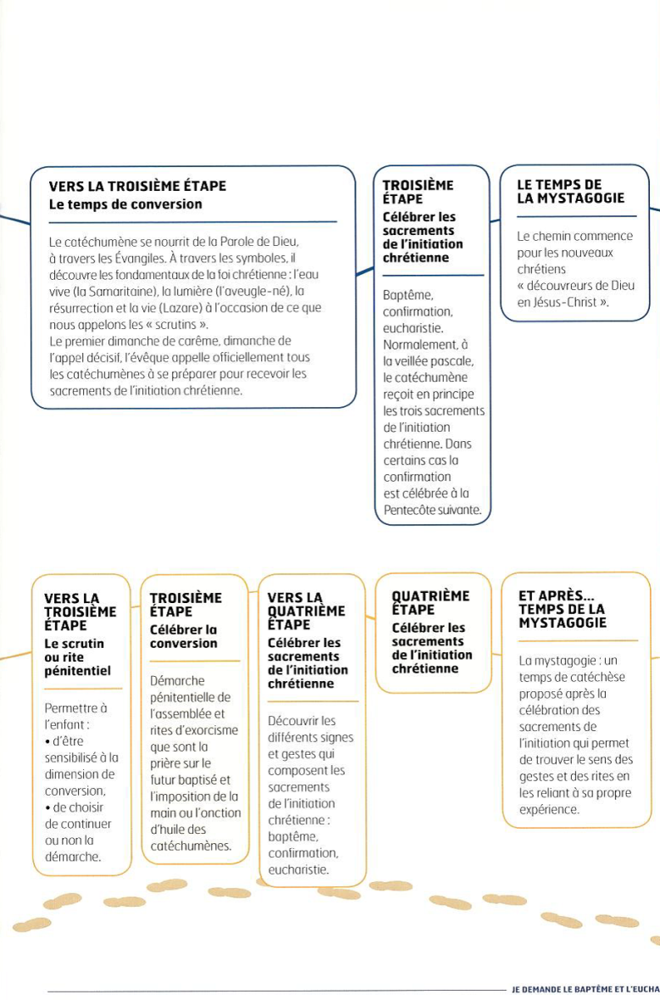 VERS LA TROISIÈME ÉTAPE
Le temps de conversion
Le catéchumène se nourrit de la Parole de Dieu,
à travers les Évangiles. À travers les symboles, il
découvre les fondamentaux de la foi chrétienne : l'eau
vive (la Samaritaine), la lumière (l'aveugle-né), la
résurrection et la vie (Lazare) à l'occasion de ce que
nous appelons les « scrutins ».
Le premier dimanche de carême, dimanche de
l'appel décisif, l'évêque appelle officiellement tous
les catéchumènes à se préparer pour recevoir les
sacrements de l'initiation chrétienne.
TROISIÈME
ÉTAPE
Célébrer les
sacrements
de l'initiation
chrétienne
Baptême,
confirmation,
eucharistie.
Normalement, à
la veillée pascale,
le catéchumène
reçoit en principe
les trois sacrements
de l'initiation
chrétienne. Dans
certains cas la
confirmation
est célébrée à la
Pentecôte suivante.
LE TEMPS DE
LA MYSTAGOGIE
Le chemin commence
pour les nouveaux
chrétiens
« découvreurs de Dieu
en Jésus-Christ ».
VERS LA
TROISIÈME
ÉTAPE
Le scrutin
ou rite
pénitentiel
Permettre à
l'enfant :
• d'être
sensibilisé à la
dimension de
conversion,
• de choisir
de continuer
ou non la
démarche.
TROISIÈME
ÉTAPE
Célébrer la
conversion
Démarche
pénitentielle de
l'assemblée et
rites d'exorcisme
que sont la
prière sur le
futur baptisé et
l'imposition de la
main ou l'onction
d'huile des
catéchumènes.
VERS LA
QUATRIÈME
ÉTAPE
Célébrer les
sacrements
de l'initiation
chrétienne
Découvrir les
différents signes
et gestes qui
composent les
sacrements
de l'initiation
chrétienne :
baptême,
confirmation,
eucharistie.
QUATRIÈME
ÉTAPE
Célébrer les
sacrements
de l'initiation
chrétienne
ET APRÈS...
TEMPS DE LA
MYSTAGOGIE
La mystagogie : un
temps de catéchèse
proposé après la
célébration des
sacrements de
l'initiation qui permet
de trouver le sens des
gestes et des rites en
les reliant à sa propre
expérience.
JE DEMANDE LE BAPTÊME ET L'EUCHA